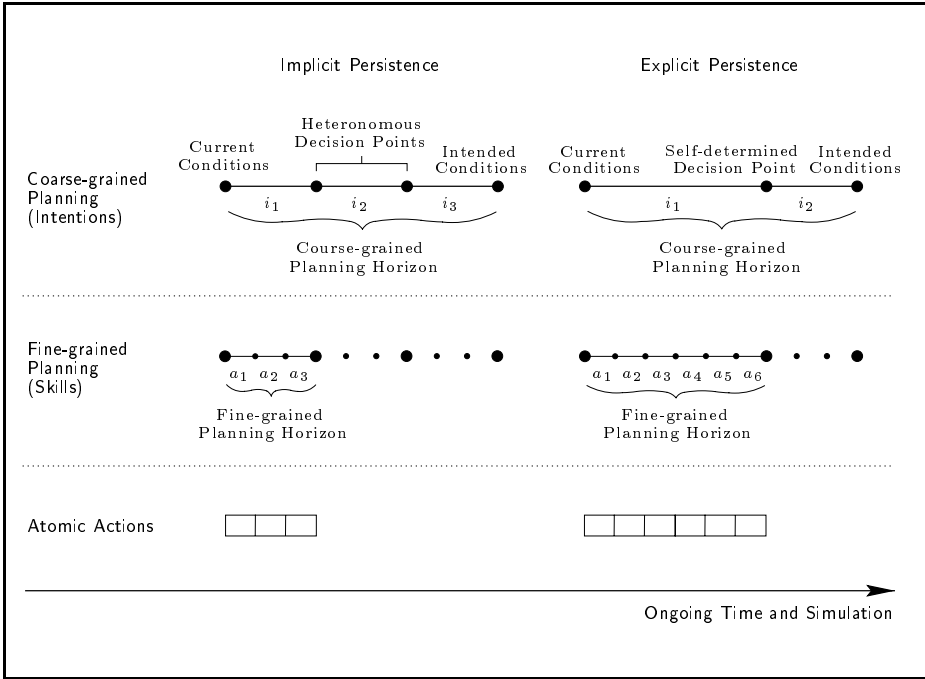 Implicit Persistence
Explicit Persistence
Heteronomous
Decision Points
Current
Conditions
Intended
Conditions
Current
Conditions
Self-determined
Decision Point
Intended
Conditions
Coarse-grained
Planning
(Intentions)
i1 i2 i3
i1 i2
Course-grained
Planning Horizon
Course-grained
Planning Horizon
Fine-grained
Planning
(Skills)
a1 a2 a3
a1 a2 a3 a4 a5 a6
Fine-grained
Planning Horizon
Fine-grained
Planning Horizon
Atomic Actions
Ongoing Time and Simulation